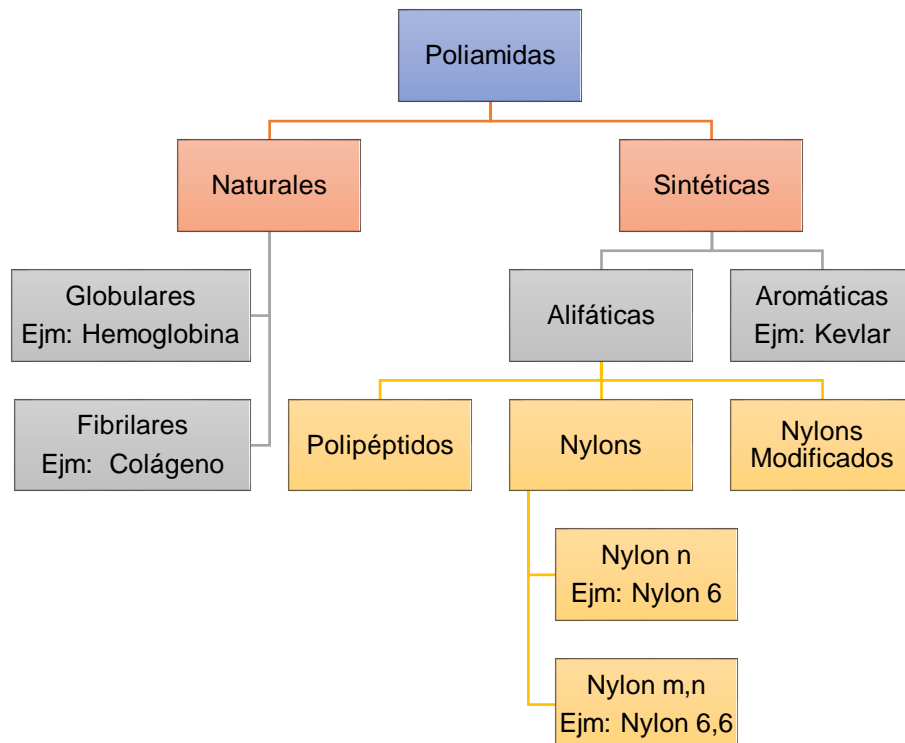 Poliamidas
Naturales
Sintéticas
Globulares
Ejm: Hemoglobina
Fibrilares
Ejm: Colágeno
Alifáticas
Aromáticas
Ejm: Kevlar
Polipéptidos
Nylons
Nylons
Modificados
Nylon n
Ejm: Nylon 6
Nylon m,n
Ejm: Nylon 6,6